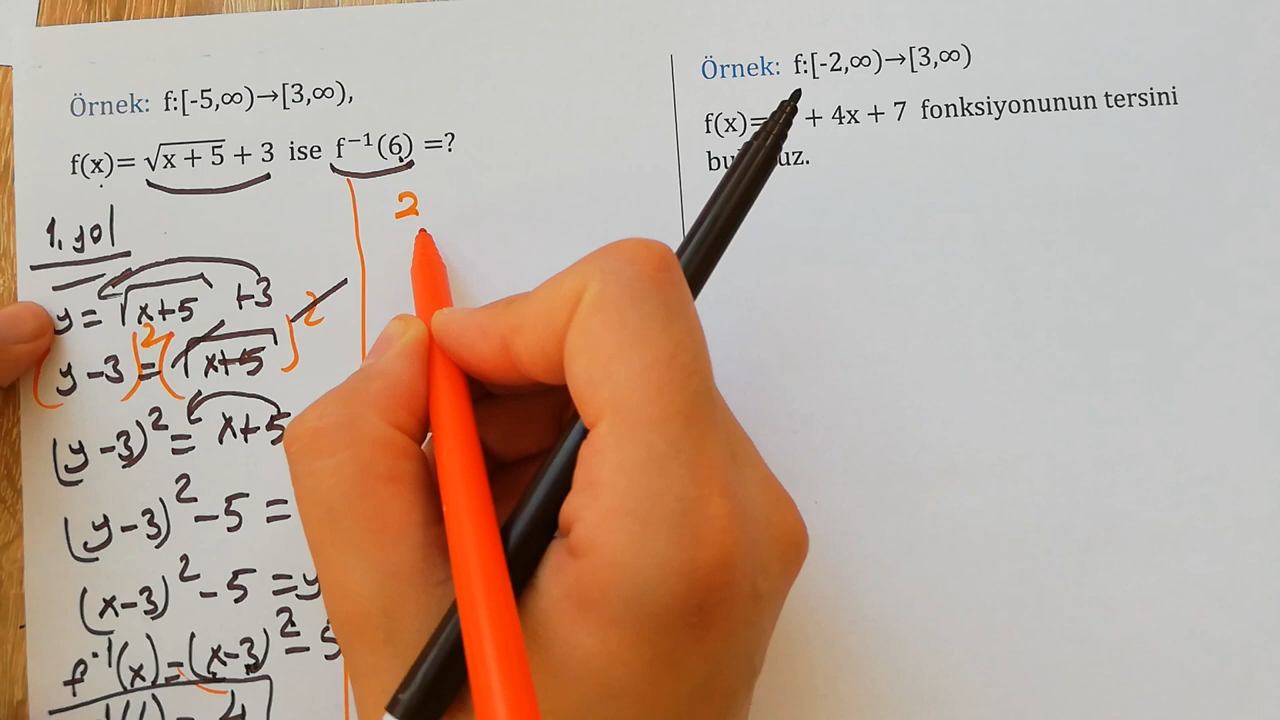 Örnek: f:[-5,∞)→[3,∞),
f(x)= √x + 5 + 3 ise f⁻¹(6) =?
1. yol
y = √x+5 +3
(y-3)² = (√x+5)²
(y-3)² = x+5
(y-3)² -5 =
(x-3)² -5 = y
f⁻¹(x) = (x-3)² - 5
2
Örnek: f:[-2,∞)→[3,∞)
f(x)= + 4x + 7 fonksiyonunun tersini